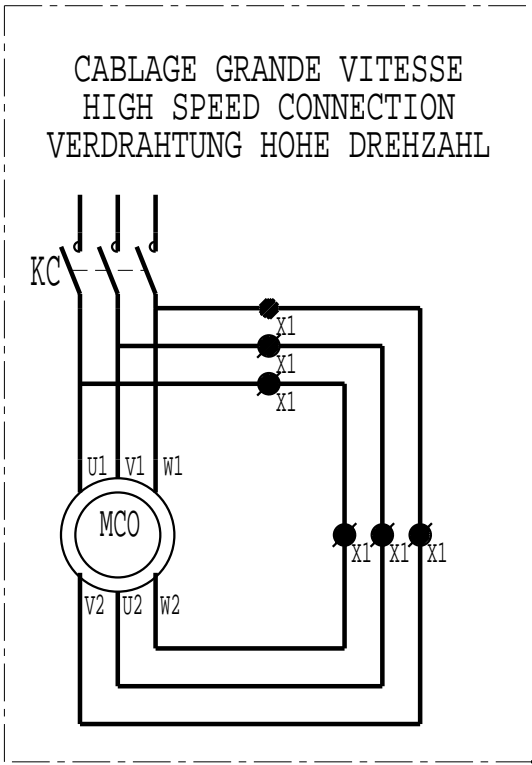 CABLAGE GRANDE VITESSE
HIGH SPEED CONNECTION
VERDRAHTUNG HOHE DREHZAHL
KC
X1
X1
X1
U1 V1 W1
MCO
X1 X1 X1
V2 U2 W2